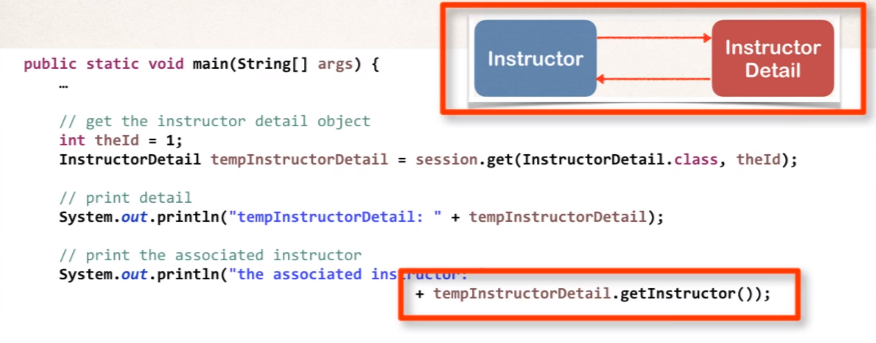 Instructor
Instructor
Detail
public static void main(String[] args) {
…
// get the instructor detail object
int theId = 1;
InstructorDetail tempInstructorDetail = session.get(InstructorDetail.class, theId);
// print detail
System.out.println("tempInstructorDetail: " + tempInstructorDetail);
// print the associated instructor
System.out.println("the associated instructor: "
+ tempInstructorDetail.getInstructor());